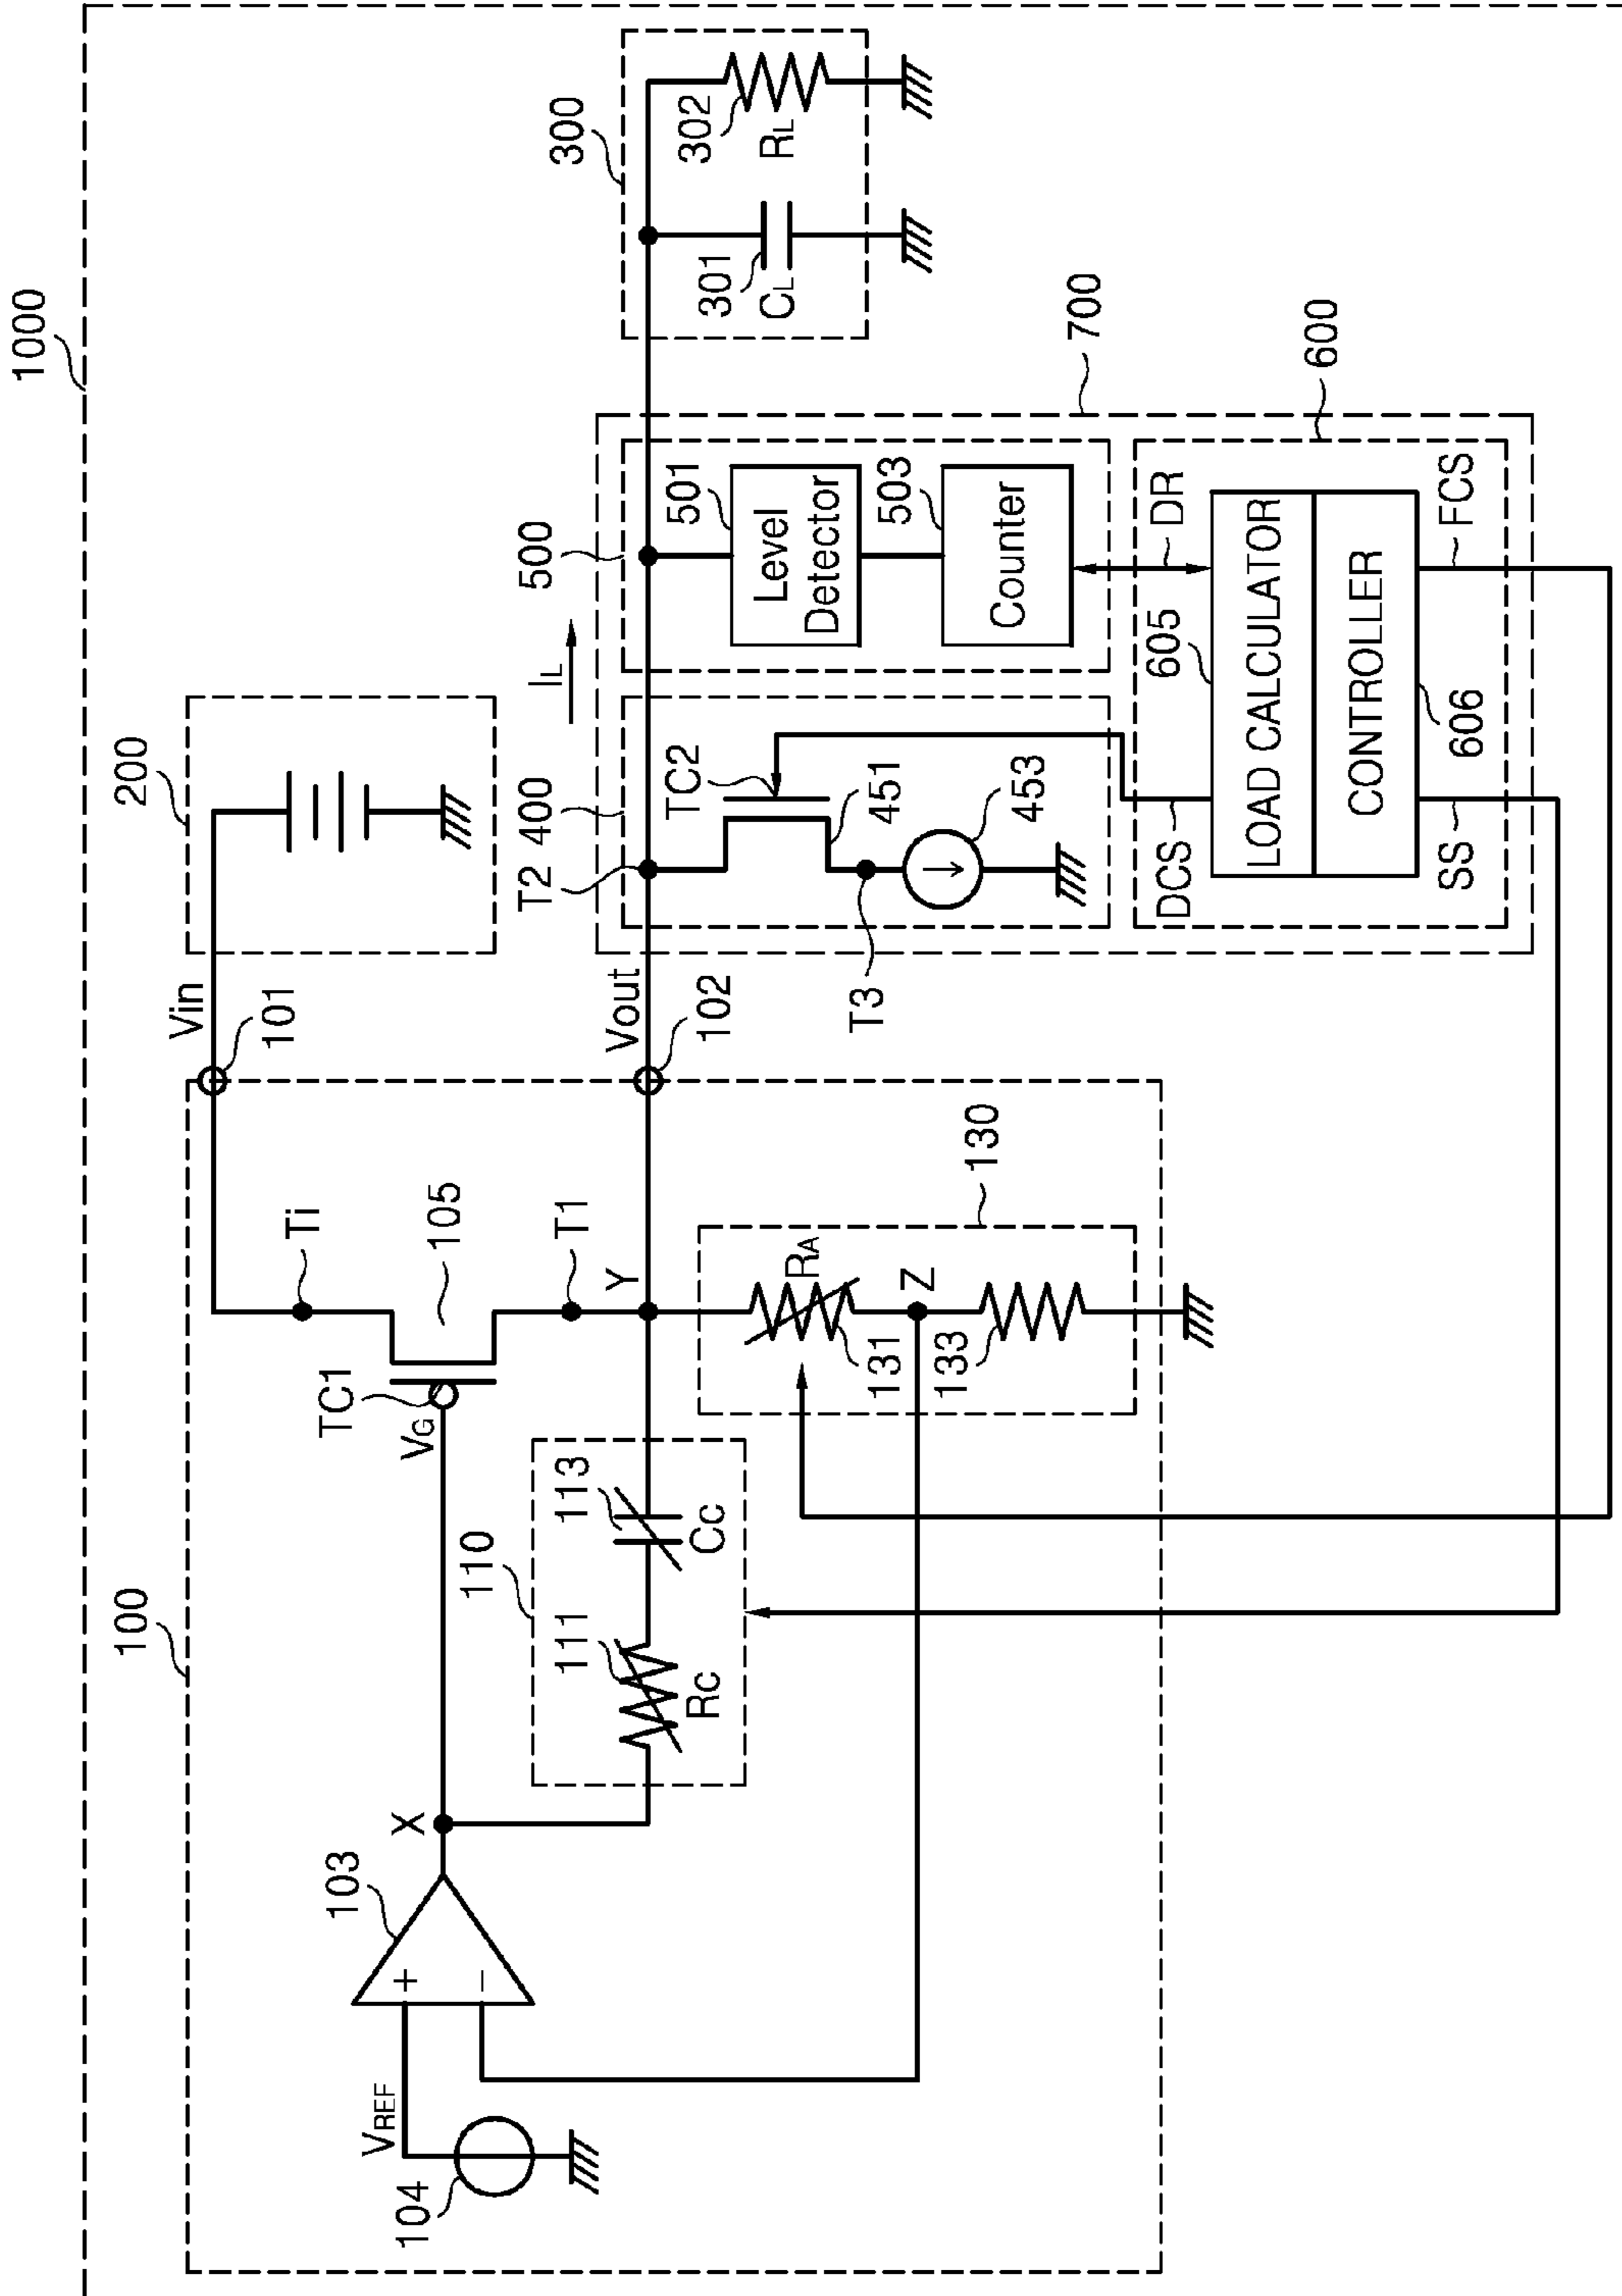 1000
100
200
Vin
101
Ti
105
TC1
VG
T1
X
103
+
−
VREF
104
110
111
RC
113
CC
Y
Vout
102
130
RA
131
Z
133
IL
300
301
CL
302
RL
T2
400
TC2
451
T3
453
500
501
Level
Detector
503
Counter
700
600
DR
DCS
605
LOAD CALCULATOR
CONTROLLER
606
SS
FCS